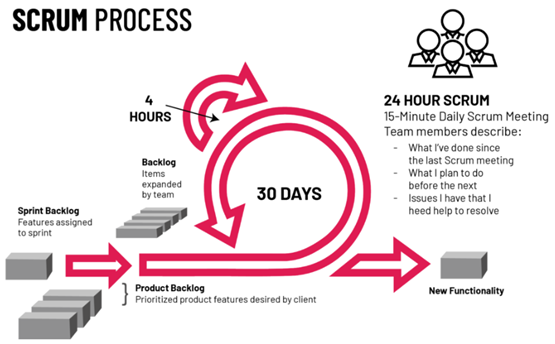 SCRUM PROCESS
4
HOURS
24 HOUR SCRUM
15-Minute Daily Scrum Meeting
Team members describe:
- What I've done since
the last Scrum meeting
- What I plan to do
before the next
- Issues I have that I
heed help to resolve
Backlog
Items
expanded
by team
30 DAYS
Sprint Backlog
Features assigned
to sprint
Product Backlog
Prioritized product features desired by client
New Functionality